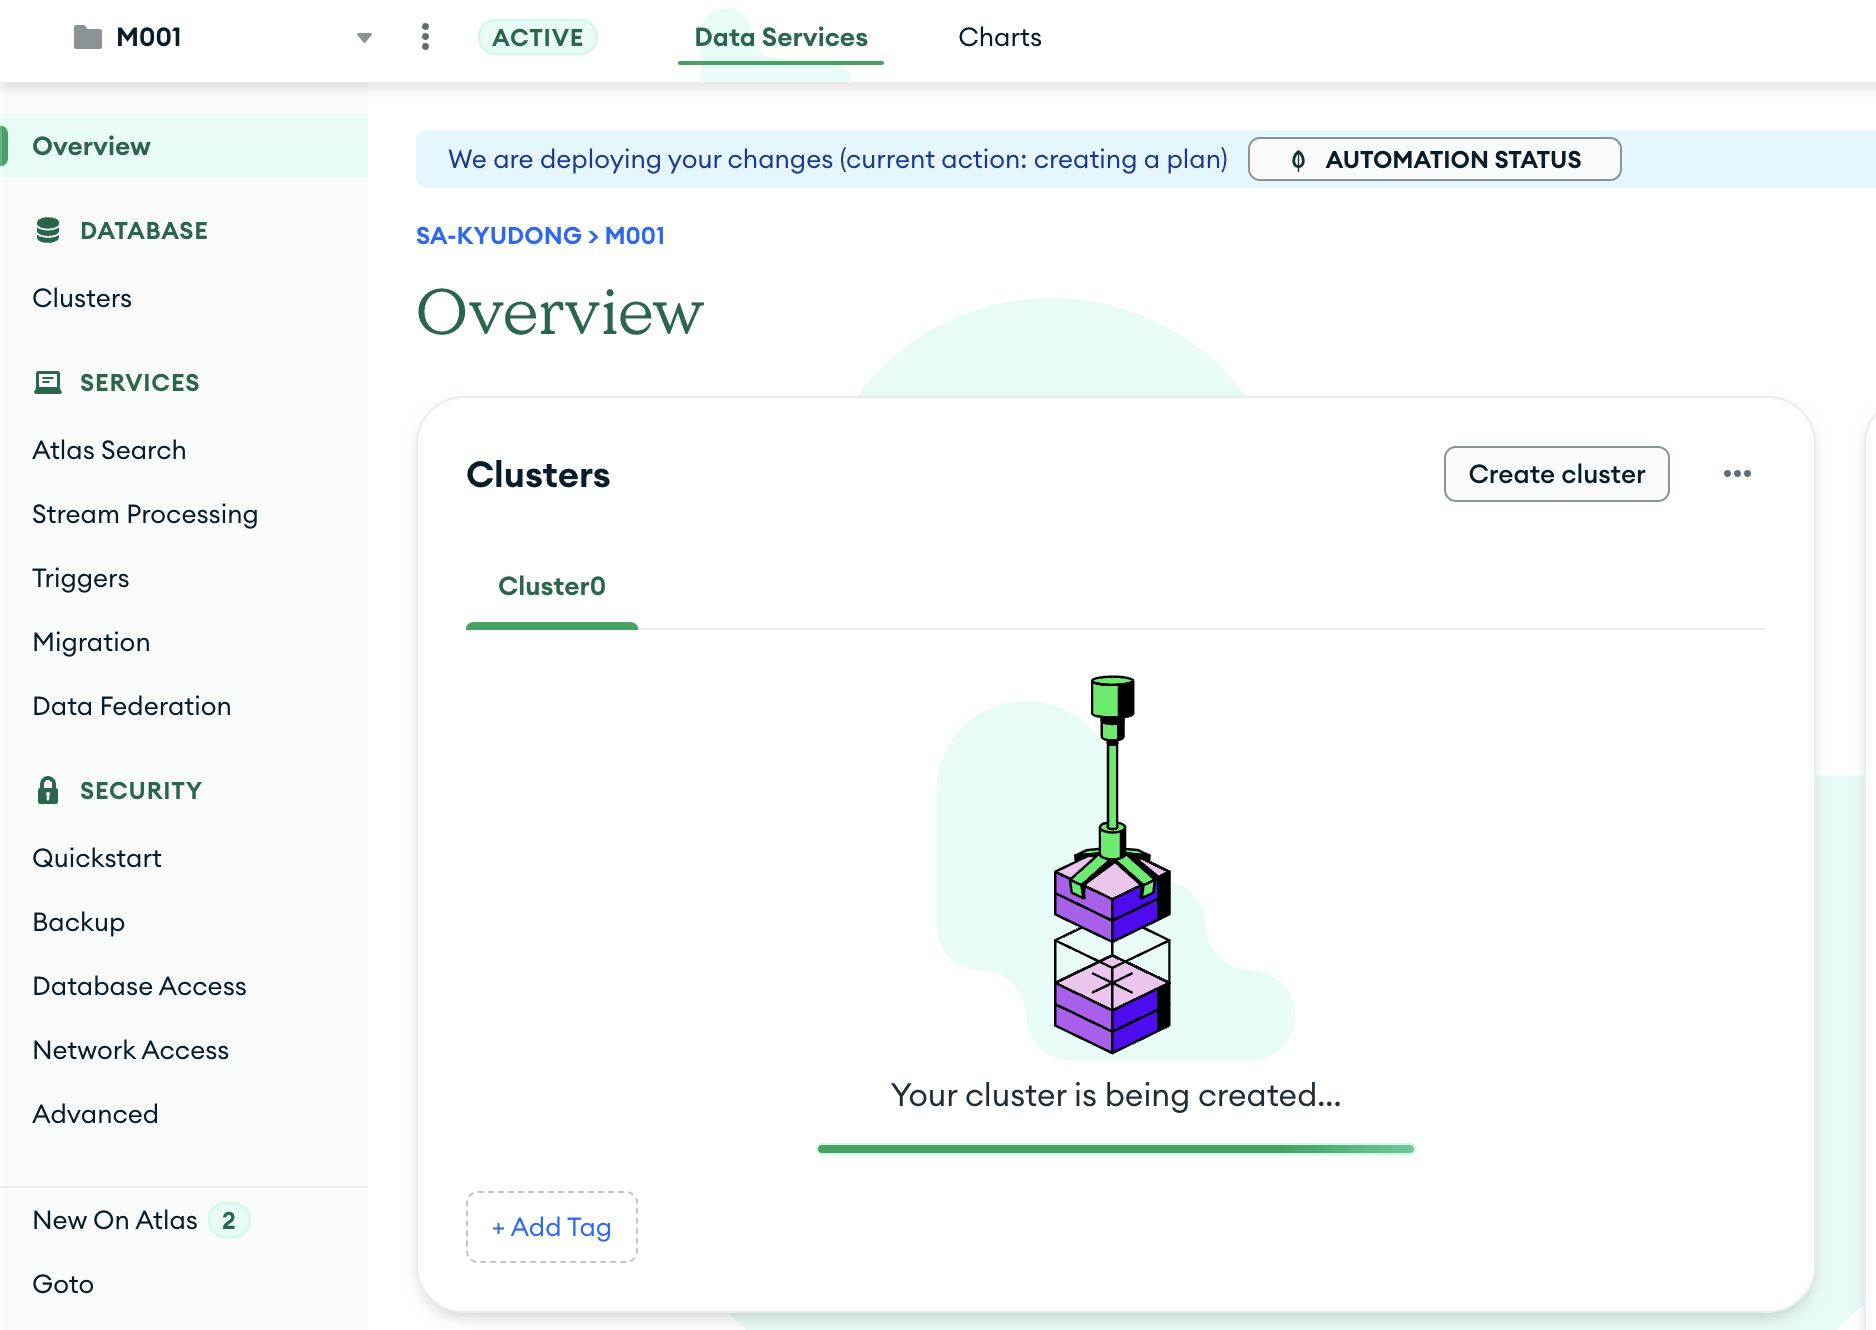 M001
ACTIVE
Data Services
Charts
Overview
DATABASE
Clusters
SERVICES
Atlas Search
Stream Processing
Triggers
Migration
Data Federation
SECURITY
Quickstart
Backup
Database Access
Network Access
Advanced
New On Atlas 2
Goto
We are deploying your changes (current action: creating a plan)
AUTOMATION STATUS
SA-KYUDONG > M001
Overview
Clusters
Create cluster
Cluster0
Your cluster is being created...
+ Add Tag